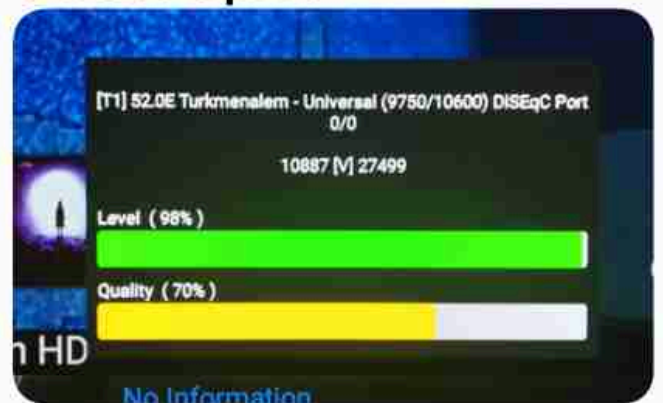 [T1] 52.0E Turkmenalem - Universal (9750/10600) DISEqC Port
0/0
10887 [V] 27499
Level ( 98% )
Quality ( 70% )
HD
No Information